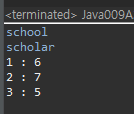 <terminated> Java009A
school
scholar
1 : 6
2 : 7
3 : 5